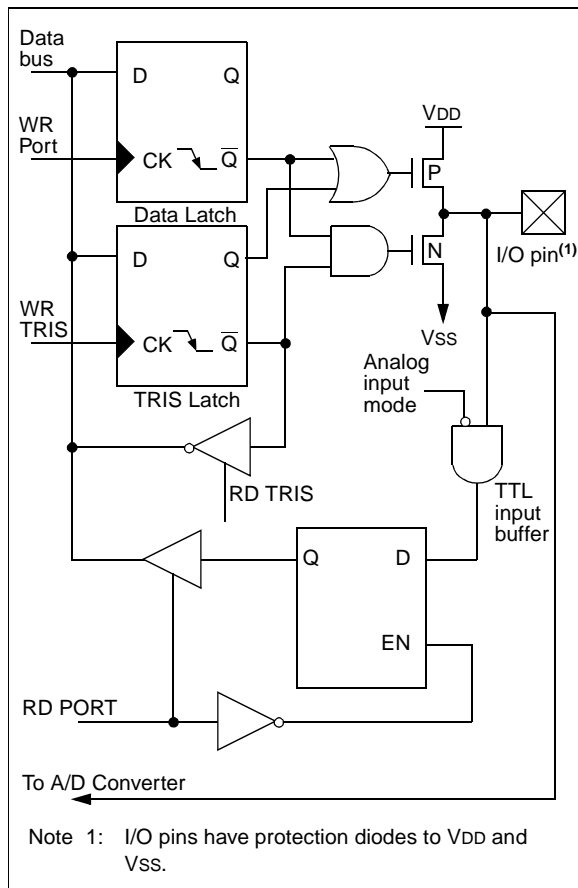 Data
bus
D Q
VDD
WR
Port
CK Q
P
Data Latch
I/O pin(1)
D Q
N
WR
TRIS
CK Q
VSS
Analog
input
mode
TRIS Latch
RD TRIS
TTL
input
buffer
Q D
EN
RD PORT
To A/D Converter
Note 1: I/O pins have protection diodes to VDD and
VSS.